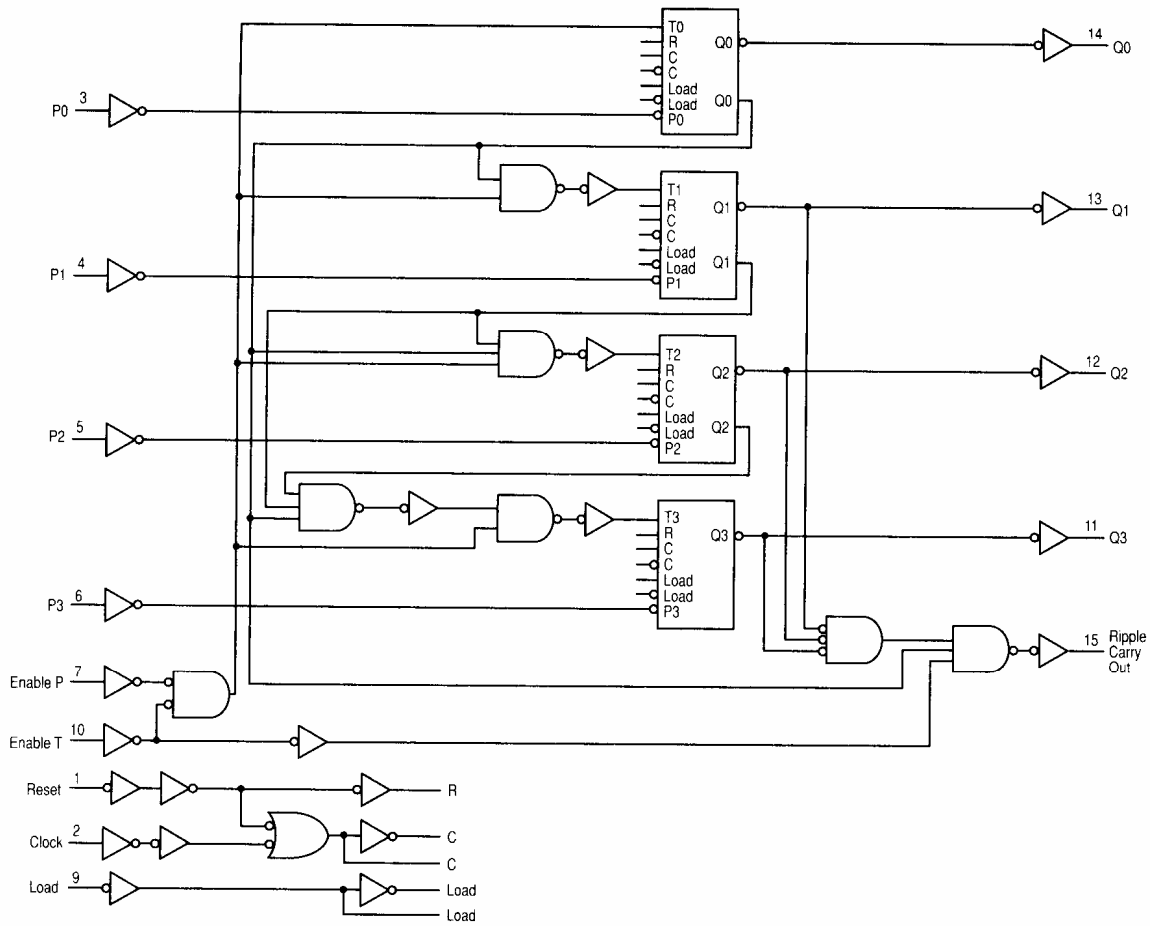 T0
R
C
C
Load
Load
P0
Q0
Q0
14
Q0
P0
3
T1
R
C
C
Load
Load
P1
Q1
Q1
13
Q1
P1
4
T2
R
C
C
Load
Load
P2
Q2
Q2
12
Q2
P2
5
T3
R
C
C
Load
Load
P3
Q3
11
Q3
P3
6
15
Ripple
Carry
Out
Enable P
7
Enable T
10
Reset
1
R
Clock
2
C
C
Load
9
Load
Load